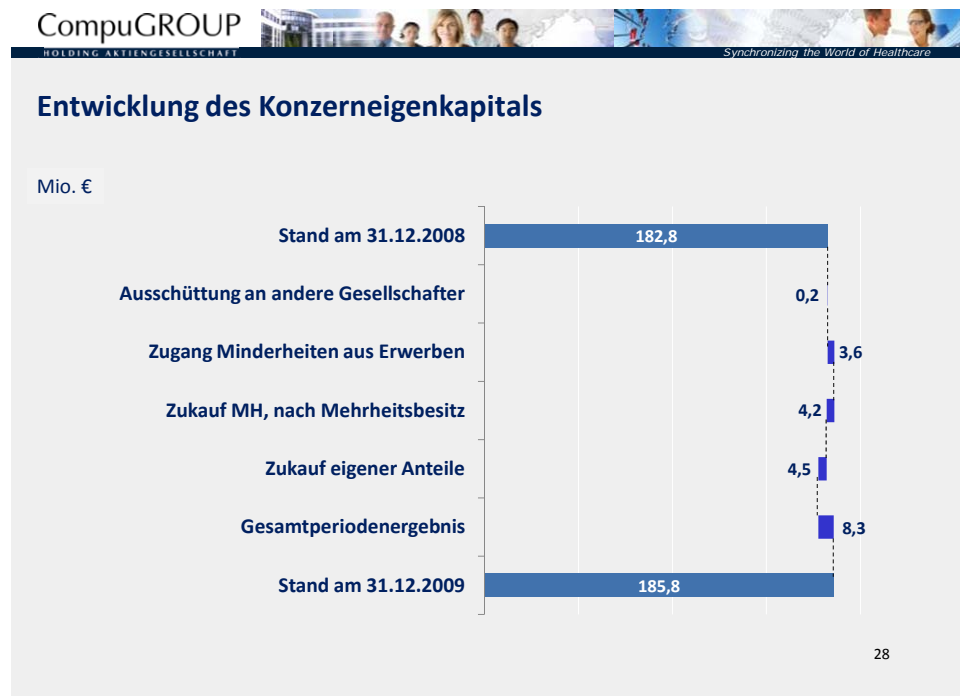 CompuGROUP
HOLDING AKTIENGESELLSCHAFT
Synchronizing the World of Healthcare
Entwicklung des Konzerneigenkapitals
Mio. €
Stand am 31.12.2008 182,8
Ausschüttung an andere Gesellschafter 0,2
Zugang Minderheiten aus Erwerben 3,6
Zukauf MH, nach Mehrheitsbesitz 4,2
Zukauf eigener Anteile 4,5
Gesamtperiodenergebnis 8,3
Stand am 31.12.2009 185,8
28